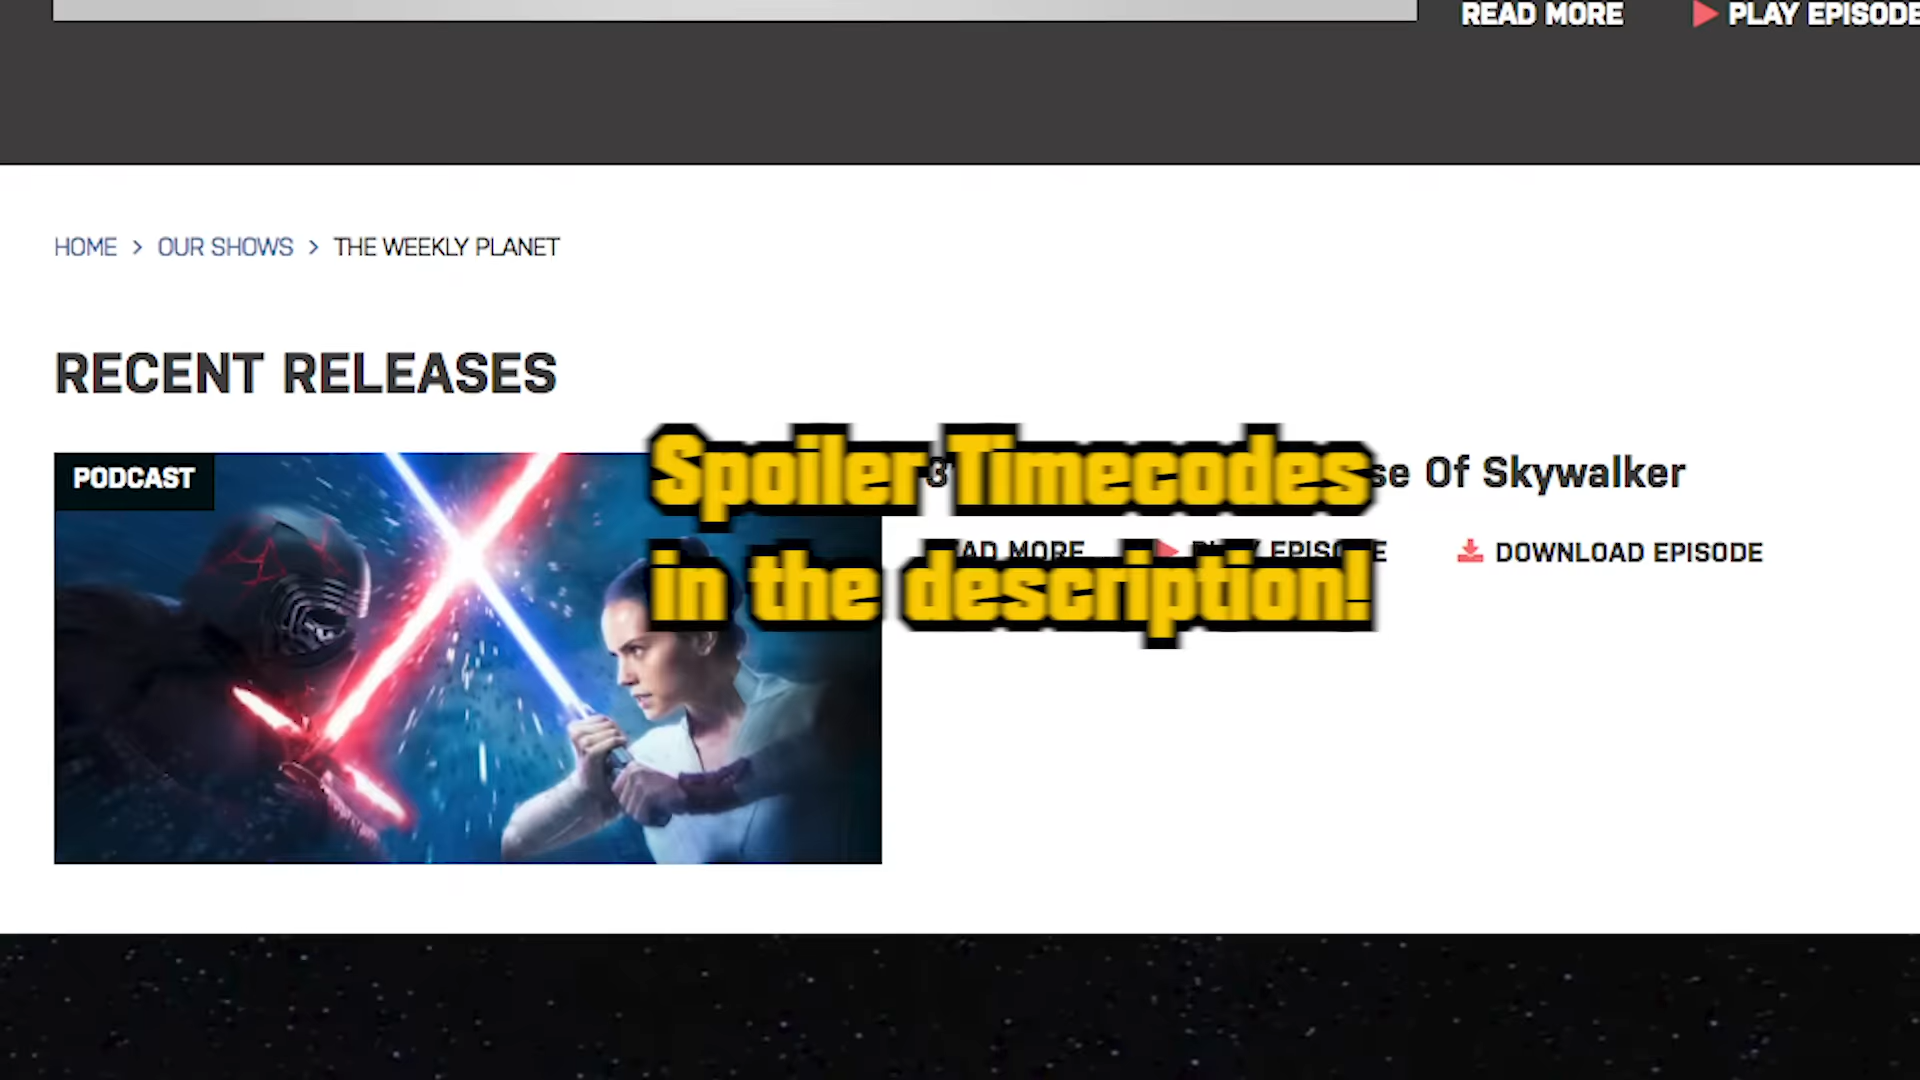 READ MORE PLAY EPISODE
HOME > OUR SHOWS > THE WEEKLY PLANET
RECENT RELEASES
PODCAST
Spoiler Timecodes
in the description!
Of Skywalker
MORE
DOWNLOAD EPISODE